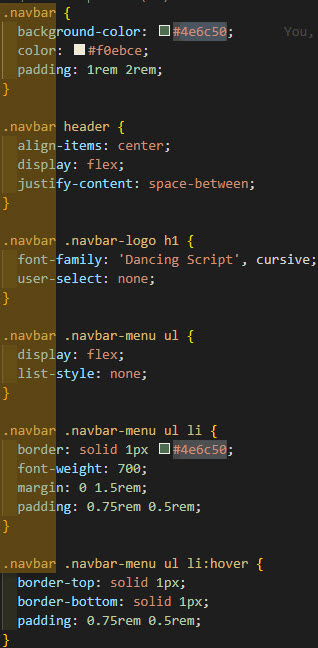 .navbar {
background-color: #4e6c50; You,
color: #f0ebce;
padding: 1rem 2rem;
}
.navbar header {
align-items: center;
display: flex;
justify-content: space-between;
}
.navbar .navbar-logo h1 {
font-family: 'Dancing Script', cursive;
user-select: none;
}
.navbar .navbar-menu ul {
display: flex;
list-style: none;
}
.navbar .navbar-menu ul li {
border: solid 1px #4e6c50;
font-weight: 700;
margin: 0 1.5rem;
padding: 0.75rem 0.5rem;
}
.navbar .navbar-menu ul li:hover {
border-top: solid 1px;
border-bottom: solid 1px;
padding: 0.75rem 0.5rem;
}